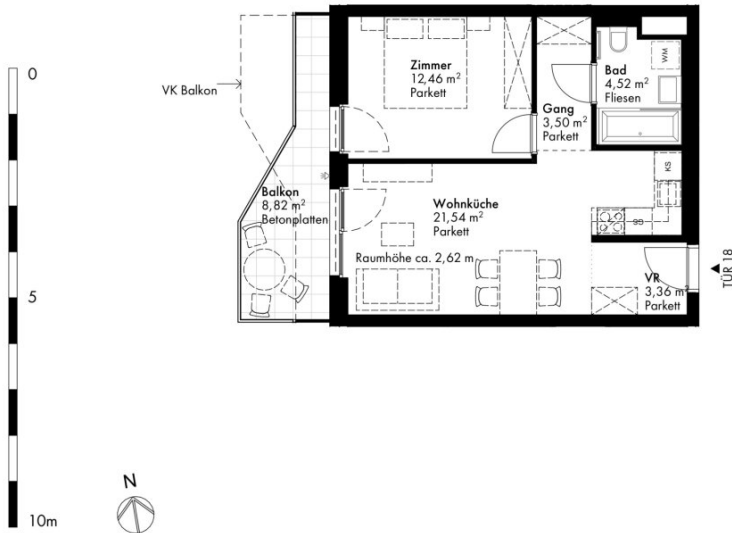 0
5
10m
N
VK Balkon
Balkon
8,82 m²
Betonplatten
Zimmer
12,46 m²
Parkett
Gang
3,50 m²
Parkett
Bad
4,52 m²
Fliesen
WM
Wohnküche
21,54 m²
Parkett
Raumhöhe ca. 2,62 m
KS
GS
VR
3,36 m²
Parkett
TÜR 18